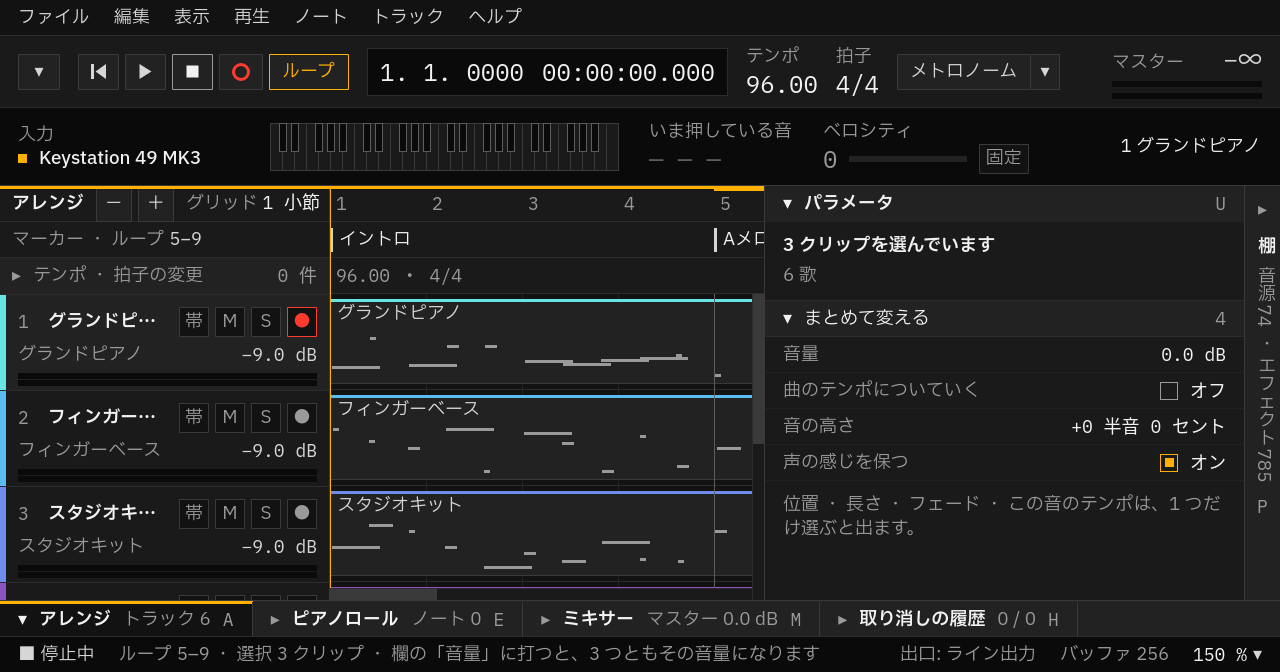 ファイル 編集 表示 再生 ノート トラック ヘルプ
▼ ループ 1. 1. 0000 00:00:00.000 テンポ 96.00 拍子 4/4 メトロノーム ▼ マスター −∞
入力 Keystation 49 MK3 いま押している音 — — — ベロシティ 0 固定 1 グランドピアノ
アレンジ − + グリッド 1 小節 1 2 3 4 5
マーカー · ループ 5–9 イントロ Aメロ
▶ テンポ · 拍子の変更 0 件 96.00 · 4/4
1 グランドピ… 帯 M S
グランドピアノ −9.0 dB
グランドピアノ
2 フィンガー… 帯 M S
フィンガーベース −9.0 dB
フィンガーベース
3 スタジオキ… 帯 M S
スタジオキット −9.0 dB
スタジオキット
▼ パラメータ U
3 クリップを選んでいます
6 歌
▼ まとめて変える 4
音量 0.0 dB
曲のテンポについていく オフ
音の高さ +0 半音 0 セント
声の感じを保つ オン
位置 · 長さ · フェード · この音のテンポは、1 つだ
け選ぶと出ます。
▶ 棚 音源 74 · エフェクト 785 P
▼ アレンジ トラック 6 A ▶ ピアノロール ノート 0 E ▶ ミキサー マスター 0.0 dB M ▶ 取り消しの履歴 0 / 0 H
停止中 ループ 5–9 · 選択 3 クリップ · 欄の「音量」に打つと、3 つともその音量になります 出口: ライン出力 バッファ 256 150 % ▼